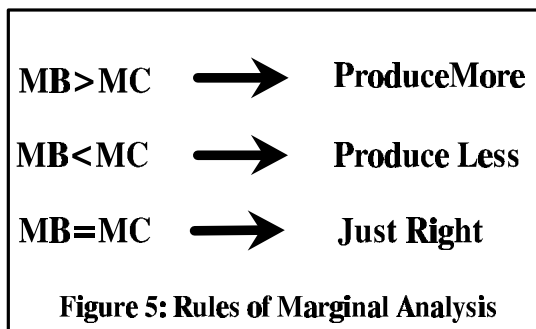 MB>MC ProduceMore
MB<MC Produce Less
MB=MC Just Right
Figure 5: Rules of Marginal Analysis